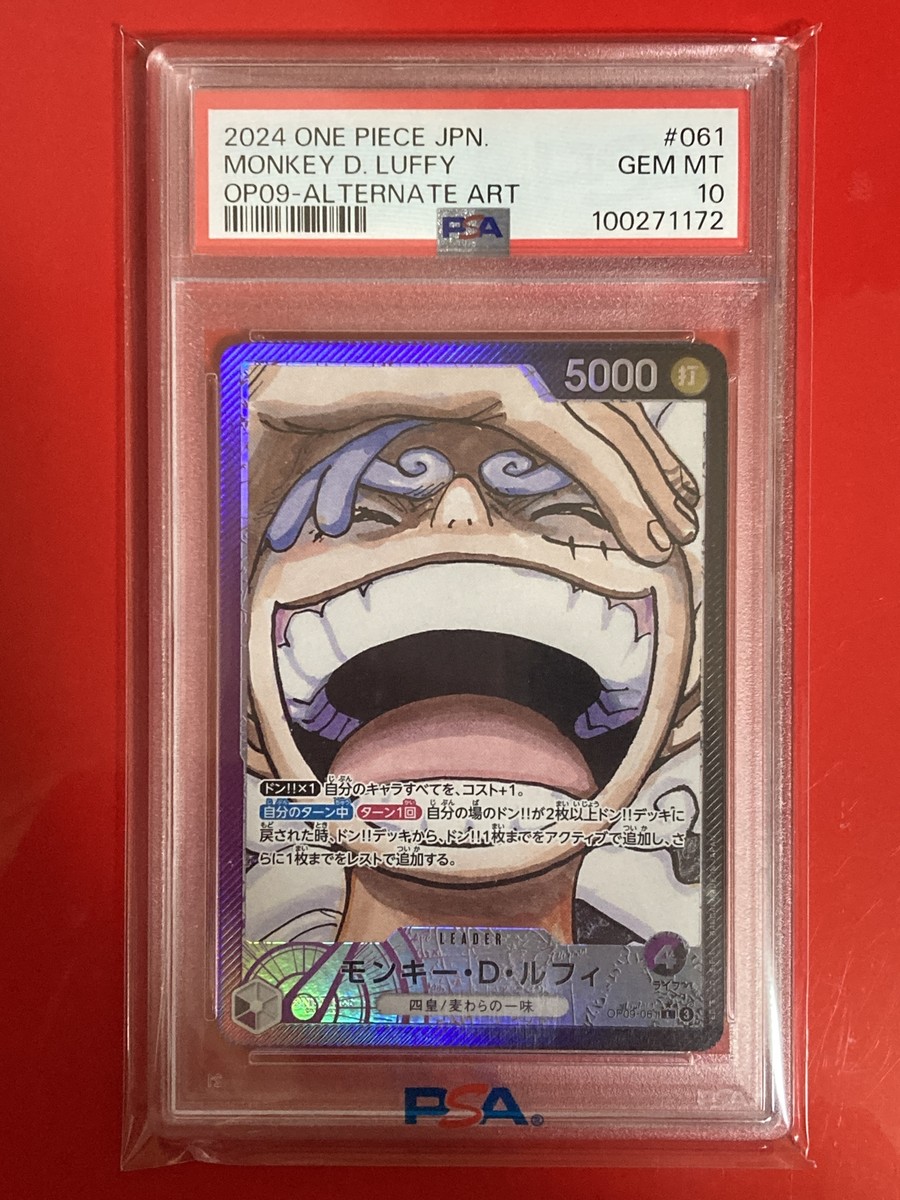 2024 ONE PIECE JPN. #061
MONKEY D. LUFFY GEM MT
OP09-ALTERNATE ART 10
100271172
PSA
5000 打
ドン!!×1 自分のキャラすべてを、コスト+1。
自分のターン中 ターン1回 自分の場のドン!!が2枚以上ドン!!デッキに
戻された時、ドン!!デッキから、ドン!!1枚までをアクティブで追加し、さ
らに1枚までをレストで追加する。
LEADER
モンキー・D・ルフィ
4
ライフ
四皇/麦わらの一味
OP09-061 L 3
PSA